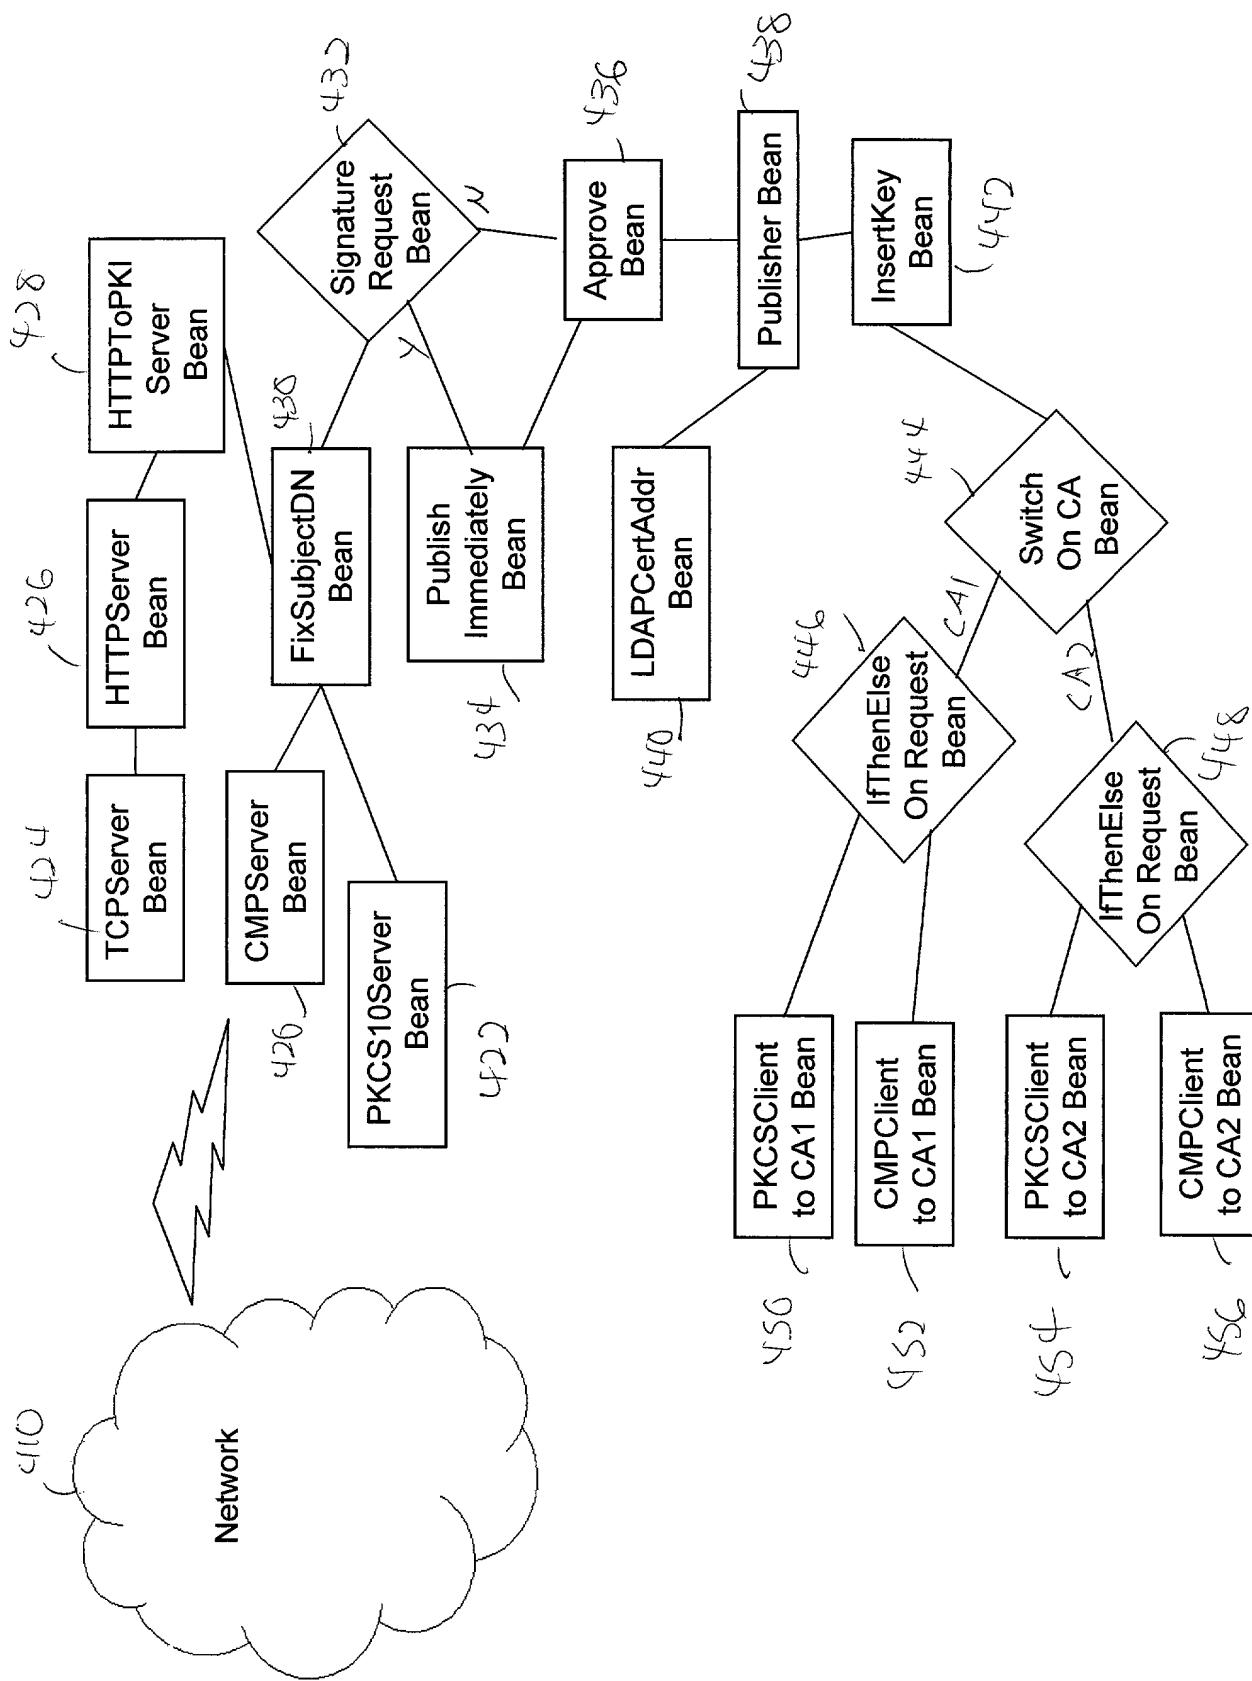 410
Network
424
TCPServer
Bean
426
HTTPServer
Bean
428
HTTPToPKI
Server
Bean
426
CMPServer
Bean
422
PKCS10Server
Bean
430
FixSubjectDN
Bean
432
Signature
Request
Bean
Y
N
434
Publish
Immediately
Bean
436
Approve
Bean
438
Publisher Bean
440
LDAPCertAddr
Bean
442
InsertKey
Bean
444
Switch
On CA
Bean
CA1
CA2
446
IfThenElse
On Request
Bean
448
IfThenElse
On Request
Bean
450
PKCSClient
to CA1 Bean
452
CMPClient
to CA1 Bean
454
PKCSClient
to CA2 Bean
456
CMPClient
to CA2 Bean